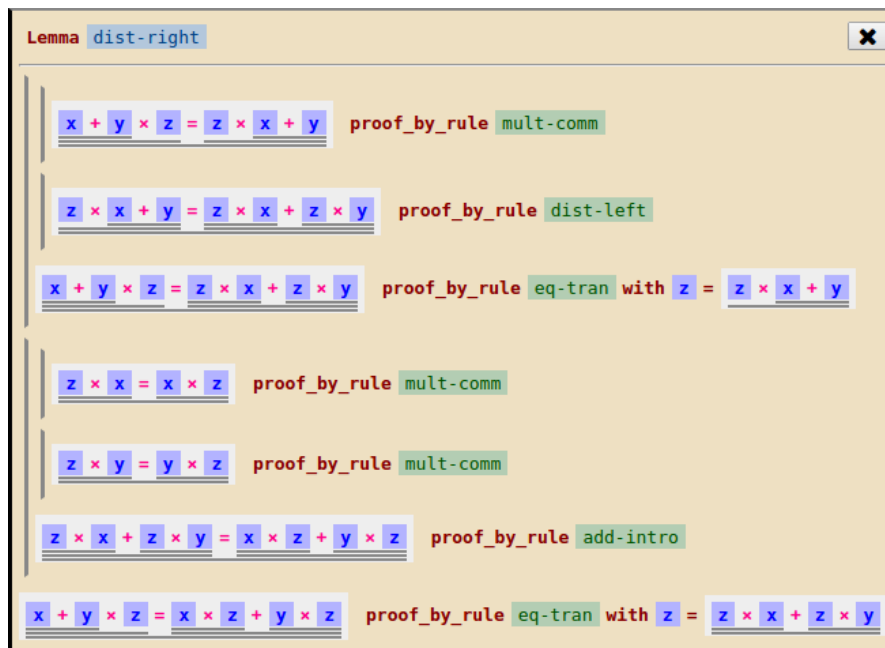 Lemma dist-right
x + y × z = z × x + y proof_by_rule mult-comm
z × x + y = z × x + z × y proof_by_rule dist-left
x + y × z = z × x + z × y proof_by_rule eq-tran with z = z × x + y
z × x = x × z proof_by_rule mult-comm
z × y = y × z proof_by_rule mult-comm
z × x + z × y = x × z + y × z proof_by_rule add-intro
x + y × z = x × z + y × z proof_by_rule eq-tran with z = z × x + z × y